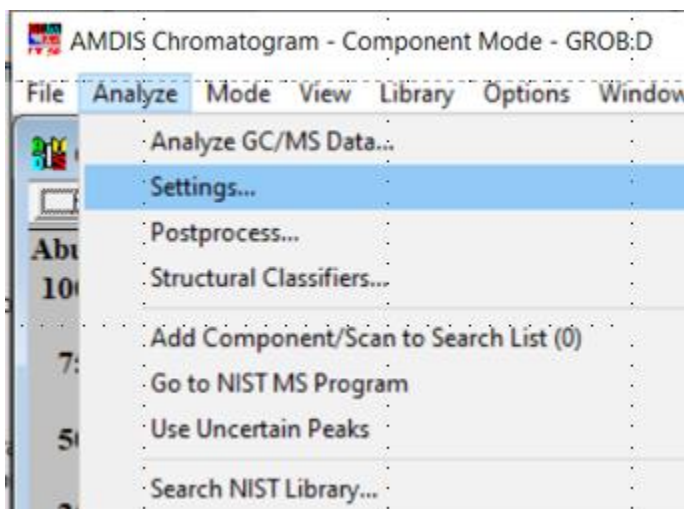 AMDIS Chromatogram - Component Mode - GROB:D
File Analyze Mode View Library Options Window
Analyze GC/MS Data...
Settings...
Postprocess...
Structural Classifiers...
Add Component/Scan to Search List (0)
Go to NIST MS Program
Use Uncertain Peaks
Search NIST Library...